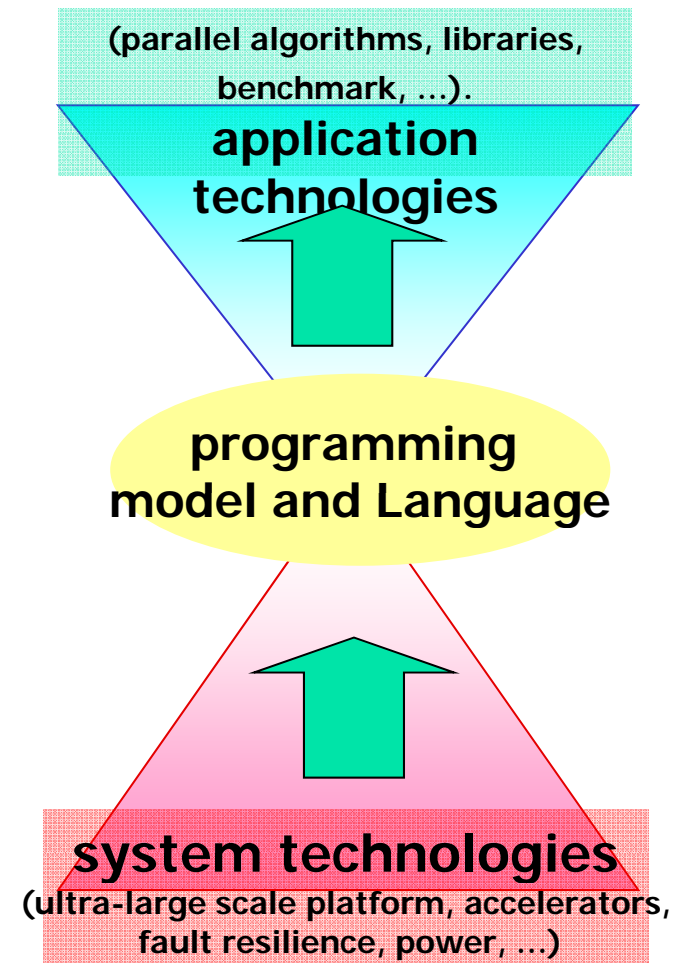 (parallel algorithms, libraries,
benchmark, …).
application
technologies
programming
model and Language
system technologies
(ultra-large scale platform, accelerators,
fault resilience, power, …)